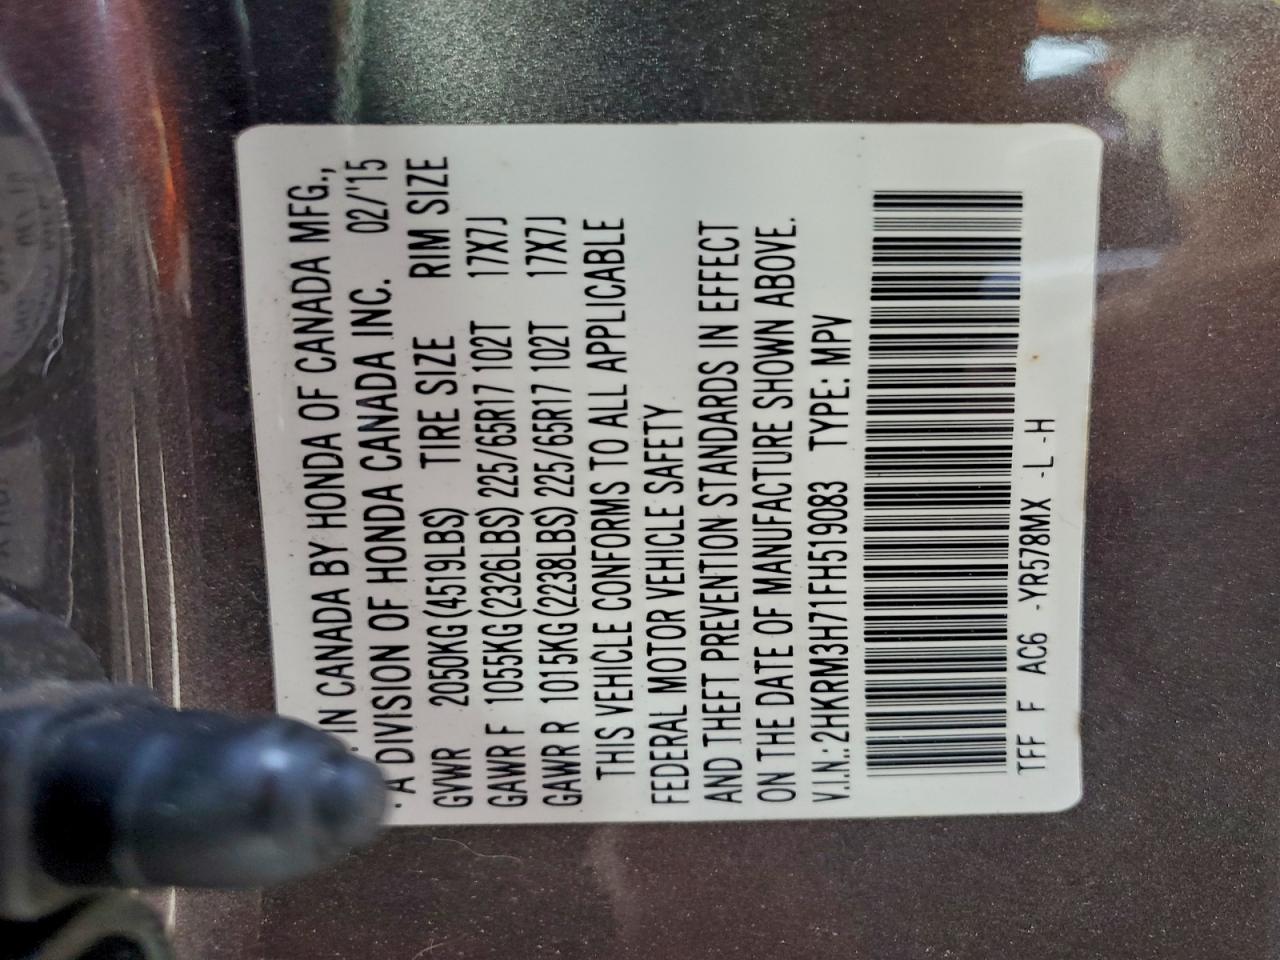 IN CANADA BY HONDA OF CANADA MFG.,
A DIVISION OF HONDA CANADA INC. 02/'15
GVWR 2050KG (4519LBS) TIRE SIZE RIM SIZE
GAWR F 1055KG (2326LBS) 225/65R17 102T 17X7J
GAWR R 1015KG (2238LBS) 225/65R17 102T 17X7J
THIS VEHICLE CONFORMS TO ALL APPLICABLE
FEDERAL MOTOR VEHICLE SAFETY
AND THEFT PREVENTION STANDARDS IN EFFECT
ON THE DATE OF MANUFACTURE SHOWN ABOVE.
V.I.N.: 2HKRM3H71FH519083 TYPE: MPV
TFF F AC6 -YR578MX -L -H